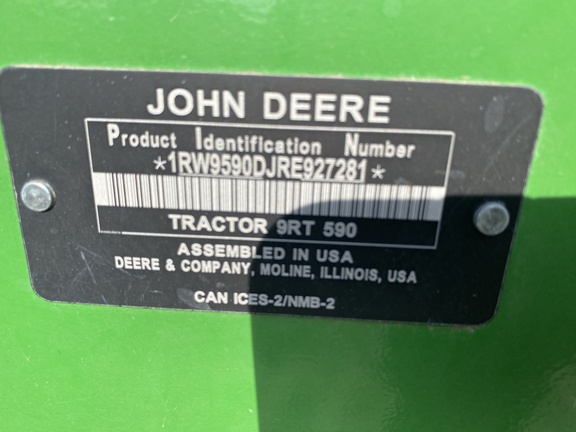 JOHN DEERE
Product Identification Number
*1RW9590DJRE927281*
TRACTOR 9RT 590
ASSEMBLED IN USA
DEERE & COMPANY, MOLINE, ILLINOIS, USA
CAN ICES-2/NMB-2